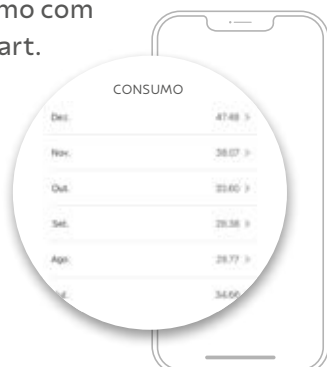 mo com
art.
CONSUMO
Dez. 47.48 >
Nov. 38.07 >
Out. 33.60 >
Set. 28.38 >
Ago. 28.77 >
34.66